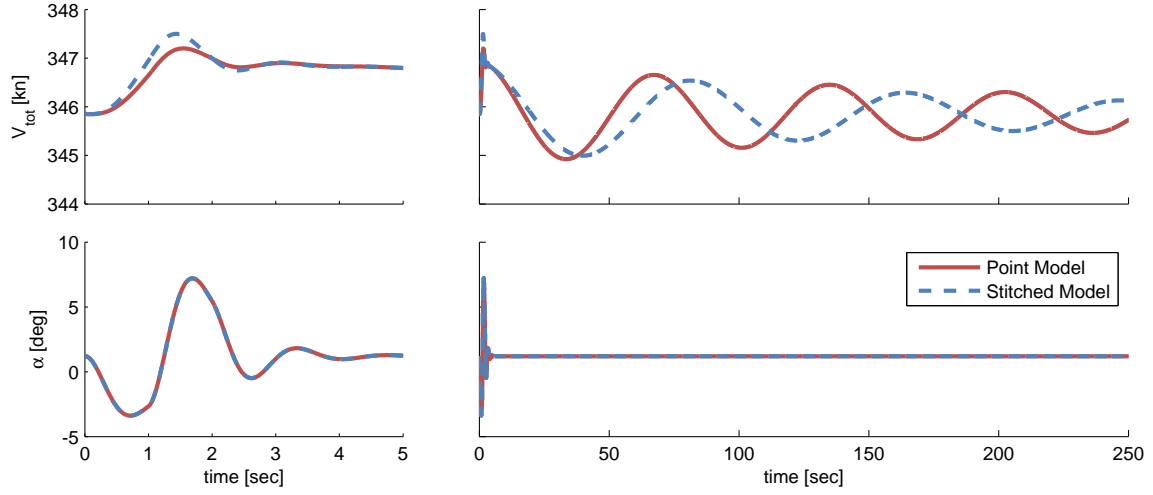 348
347
346
345
344
V_tot [kn]
10
5
0
-5
α [deg]
Point Model
Stitched Model
0 1 2 3 4 5
0 50 100 150 200 250
time [sec]
time [sec]